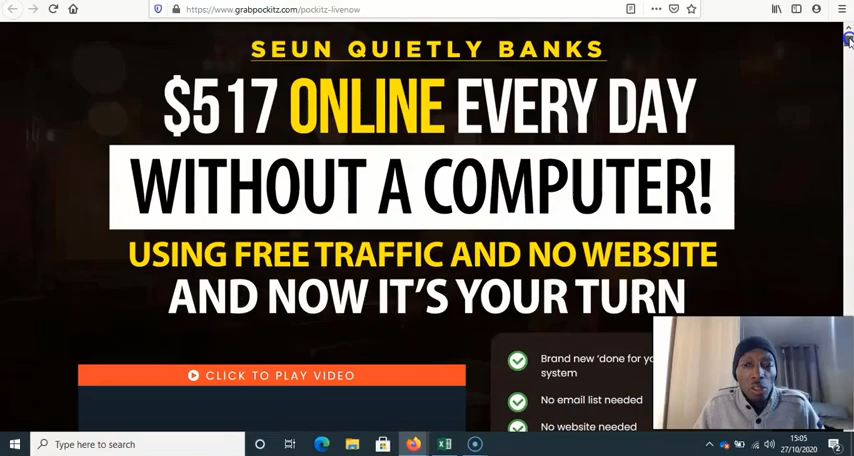 https://www.grabpockitz.com/pockitz-livenow
SEUN QUIETLY BANKS
$517 ONLINE EVERY DAY
WITHOUT A COMPUTER!
USING FREE TRAFFIC AND NO WEBSITE
AND NOW IT'S YOUR TURN
CLICK TO PLAY VIDEO
Brand new 'done for yo
system
No email list needed
No website needed
Type here to search
15:05
27/10/2020
2